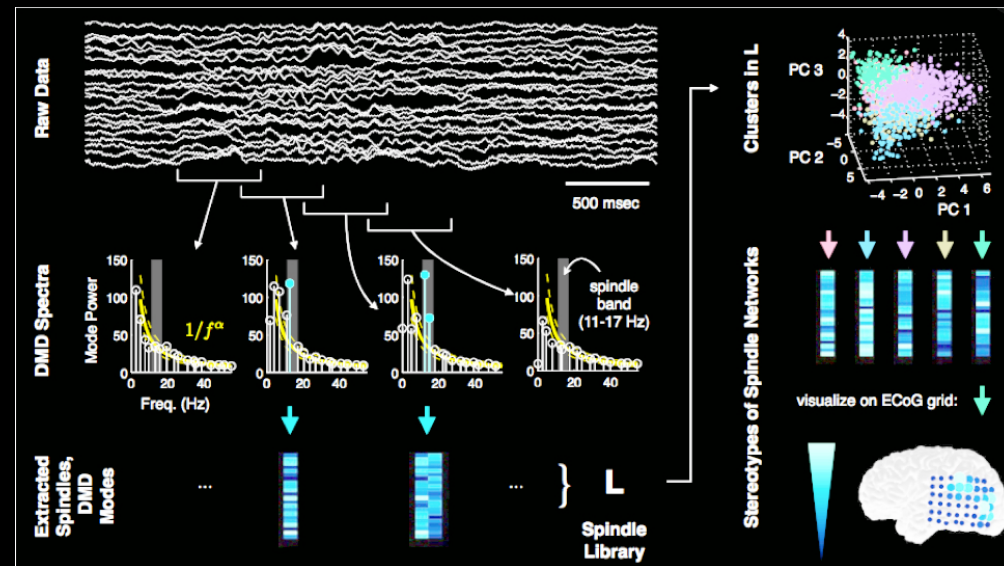 Raw Data
500 msec
DMD Spectra
Mode Power
150
100
50
0
0
20
40
Freq. (Hz)
1/f^α
150
100
50
0
0
20
40
150
100
50
0
0
20
40
150
100
50
0
0
20
40
spindle
band
(11-17 Hz)
Extracted
Spindles,
DMD
Modes
...
...
}
L
Spindle
Library
Clusters in L
4
2
0
−2
−4
PC 3
−5
0
5
PC 2
−4
−2
0
2
4
6
PC 1
Stereotypes of Spindle Networks
visualize on ECoG grid: